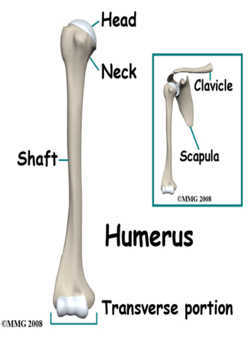 Head
Neck
Clavicle
Shaft
Scapula
©MMG 2008
Humerus
Transverse portion
©MMG 2008